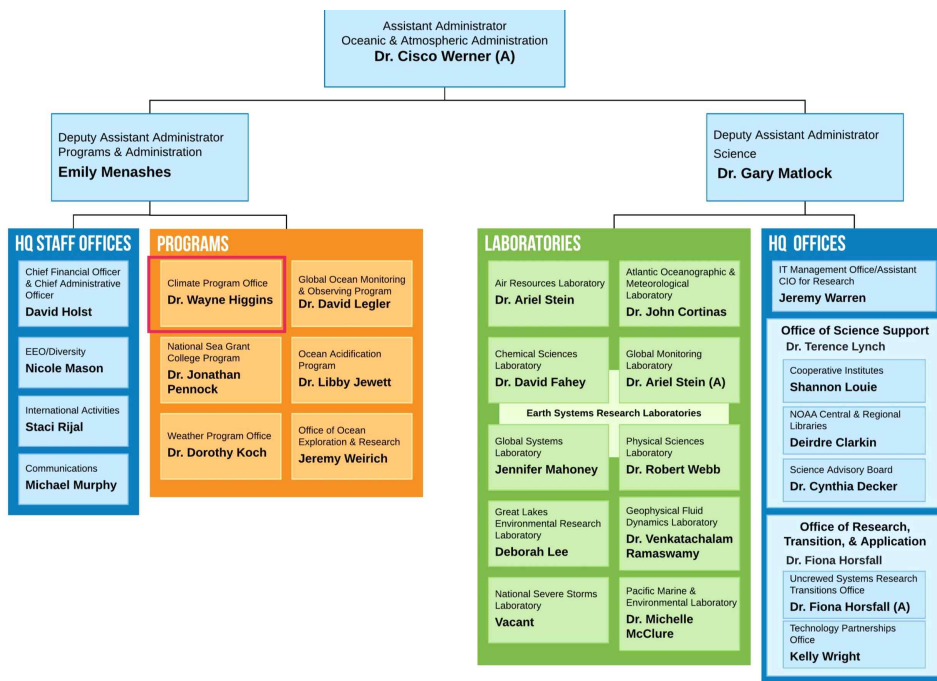 Assistant Administrator
Oceanic & Atmospheric Administration
Dr. Cisco Werner (A)
Deputy Assistant Administrator
Programs & Administration
Emily Menashes
Deputy Assistant Administrator
Science
Dr. Gary Matlock
HQ STAFF OFFICES
Chief Financial Officer
& Chief Administrative
Officer
David Holst
EEO/Diversity
Nicole Mason
International Activities
Staci Rijal
Communications
Michael Murphy
PROGRAMS
Climate Program Office
Dr. Wayne Higgins
Global Ocean Monitoring
& Observing Program
Dr. David Legler
National Sea Grant
College Program
Dr. Jonathan
Pennock
Ocean Acidification
Program
Dr. Libby Jewett
Weather Program Office
Dr. Dorothy Koch
Office of Ocean
Exploration & Research
Jeremy Weirich
LABORATORIES
Air Resources Laboratory
Dr. Ariel Stein
Atlantic Oceanographic &
Meteorological
Laboratory
Dr. John Cortinas
Chemical Sciences
Laboratory
Dr. David Fahey
Global Monitoring
Laboratory
Dr. Ariel Stein (A)
Earth Systems Research Laboratories
Global Systems
Laboratory
Jennifer Mahoney
Physical Sciences
Laboratory
Dr. Robert Webb
Great Lakes
Environmental Research
Laboratory
Deborah Lee
Geophysical Fluid
Dynamics Laboratory
Dr. Venkatachalam
Ramaswamy
National Severe Storms
Laboratory
Vacant
Pacific Marine &
Environmental Laboratory
Dr. Michelle
McClure
HQ OFFICES
IT Management Office/Assistant
CIO for Research
Jeremy Warren
Office of Science Support
Dr. Terence Lynch
Cooperative Institutes
Shannon Louie
NOAA Central & Regional
Libraries
Deirdre Clarkin
Science Advisory Board
Dr. Cynthia Decker
Office of Research,
Transition, & Application
Dr. Fiona Horsfall
Uncrewed Systems Research
Transitions Office
Dr. Fiona Horsfall (A)
Technology Partnerships
Office
Kelly Wright